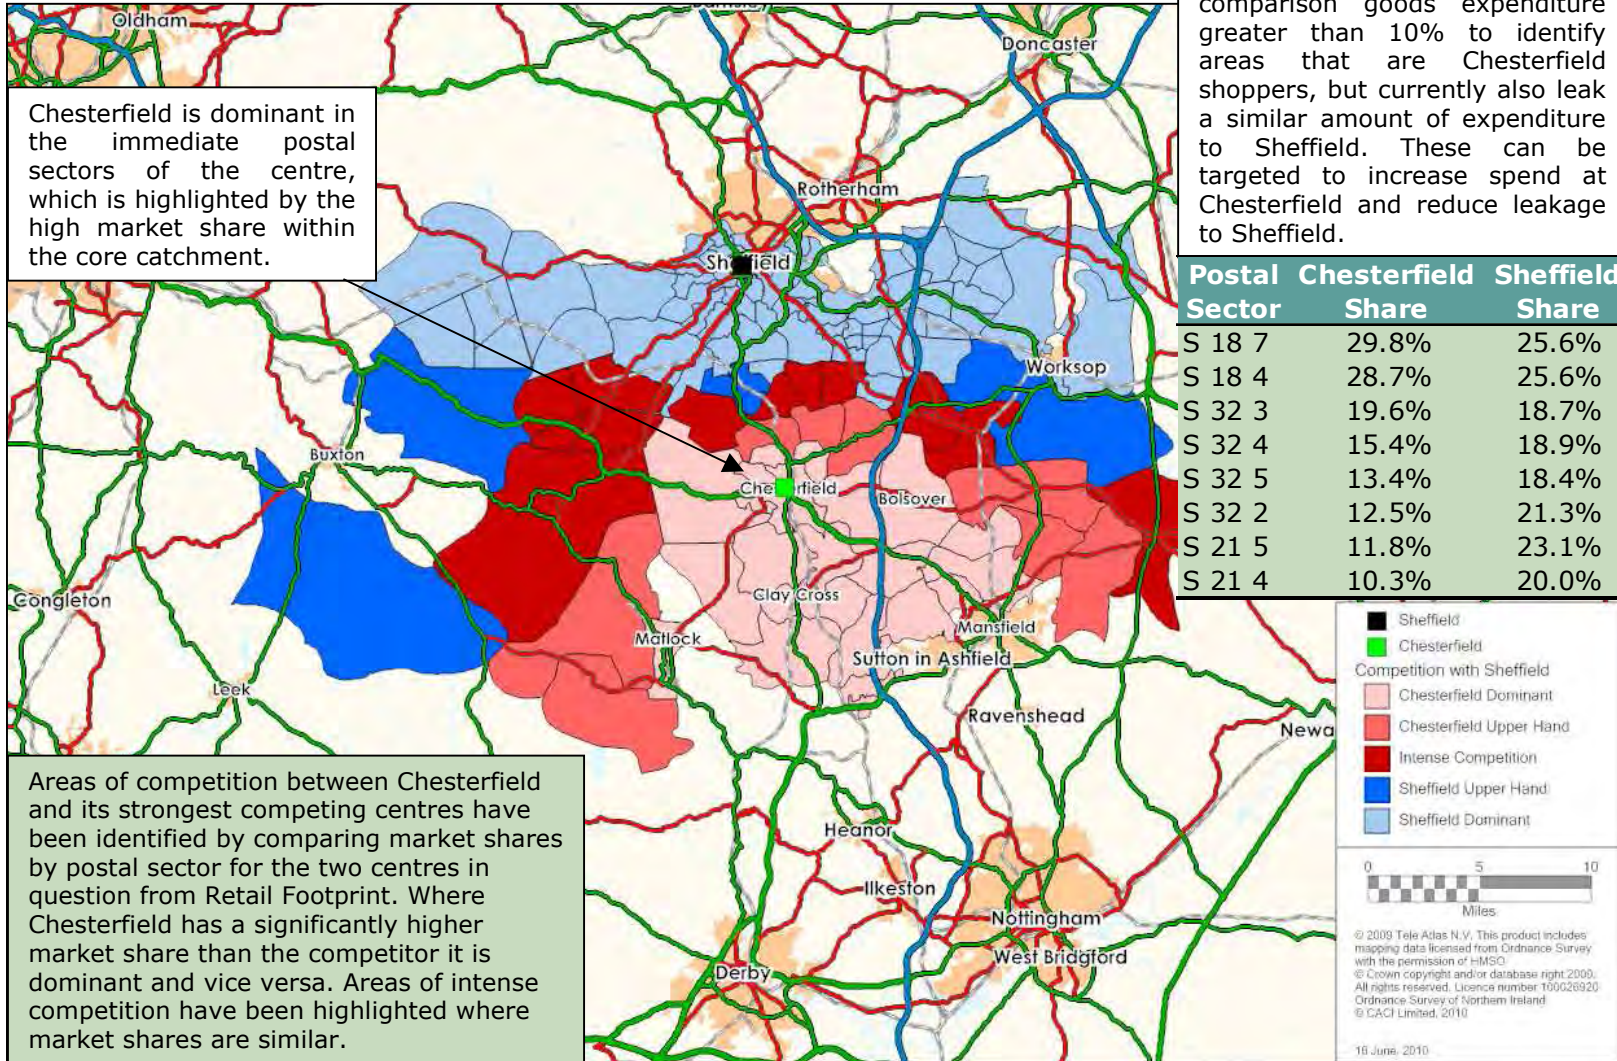 Oldham
Barnsley
Doncaster
comparison goods expenditure
greater than 10% to identify
areas that are Chesterfield
shoppers, but currently also leak
a similar amount of expenditure
to Sheffield. These can be
targeted to increase spend at
Chesterfield and reduce leakage
to Sheffield.
Chesterfield is dominant in
the immediate postal
sectors of the centre,
which is highlighted by the
high market share within
the core catchment.
Rotherham
Sheffield
Worksop
Buxton
Chesterfield
Bolsover
Clay Cross
Congleton
Matlock
Mansfield
Sutton in Ashfield
Leek
Ravenshead
Newa
Heanor
Ilkeston
Nottingham
West Bridgford
Derby
Postal Chesterfield Sheffield
Sector Share Share
S 18 7 29.8% 25.6%
S 18 4 28.7% 25.6%
S 32 3 19.6% 18.7%
S 32 4 15.4% 18.9%
S 32 5 13.4% 18.4%
S 32 2 12.5% 21.3%
S 21 5 11.8% 23.1%
S 21 4 10.3% 20.0%
Sheffield
Chesterfield
Competition with Sheffield
Chesterfield Dominant
Chesterfield Upper Hand
Intense Competition
Sheffield Upper Hand
Sheffield Dominant
0 5 10
Miles
© 2009 Tele Atlas N.V. This product includes
mapping data licensed from Ordnance Survey
with the permission of HMSO
© Crown copyright and/or database right 2009.
All rights reserved. Licence number 100026920
Ordnance Survey of Northern Ireland
© CACI Limited, 2010
16 June, 2010
Areas of competition between Chesterfield
and its strongest competing centres have
been identified by comparing market shares
by postal sector for the two centres in
question from Retail Footprint. Where
Chesterfield has a significantly higher
market share than the competitor it is
dominant and vice versa. Areas of intense
competition have been highlighted where
market shares are similar.